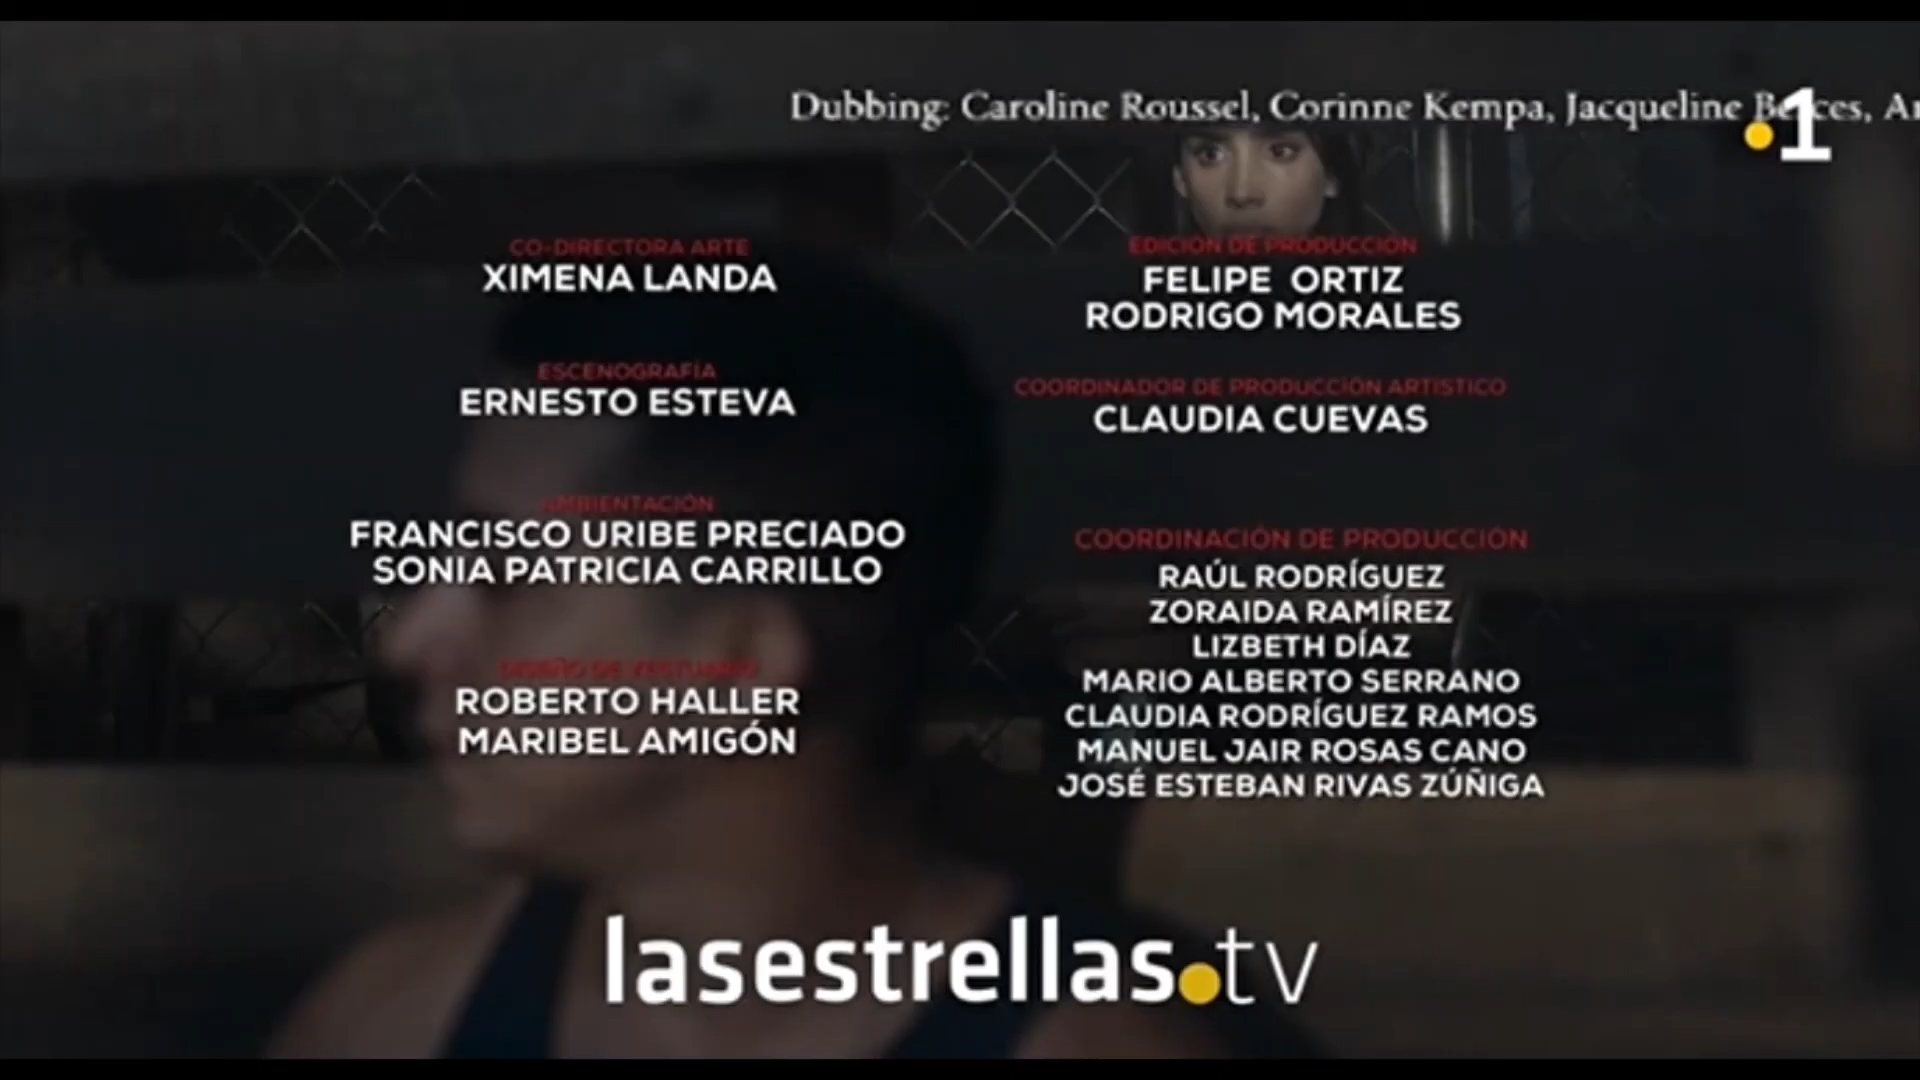 Dubbing: Caroline Roussel, Corinne Kempa, Jacqueline
1
CO-DIRECTORA ARTE
XIMENA LANDA
ESCENOGRAFÍA
ERNESTO ESTEVA
AMBIENTACIÓN
FRANCISCO URIBE PRECIADO
SONIA PATRICIA CARRILLO
DISEÑO DE VESTUARIO
ROBERTO HALLER
MARIBEL AMIGÓN
EDICIÓN DE PRODUCCIÓN
FELIPE ORTIZ
RODRIGO MORALES
COORDINADOR DE PRODUCCIÓN ARTISTICO
CLAUDIA CUEVAS
COORDINACIÓN DE PRODUCCIÓN
RAÚL RODRÍGUEZ
ZORAIDA RAMÍREZ
LIZBETH DÍAZ
MARIO ALBERTO SERRANO
CLAUDIA RODRÍGUEZ RAMOS
MANUEL JAIR ROSAS CANO
JOSÉ ESTEBAN RIVAS ZÚÑIGA
lasestrellas.tv